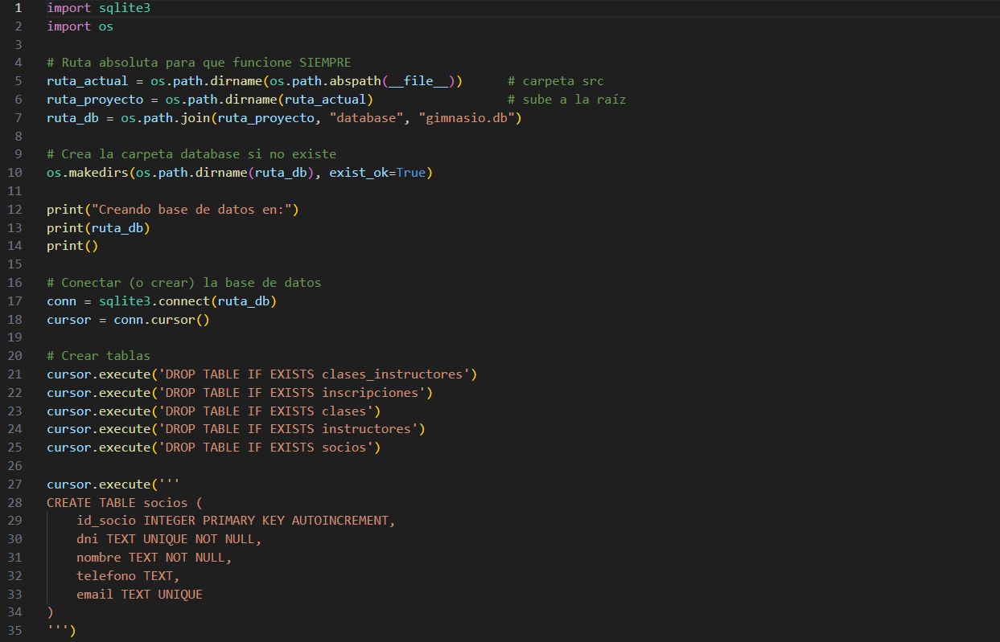 1 import sqlite3
2 import os
3
4 # Ruta absoluta para que funcione SIEMPRE
5 ruta_actual = os.path.dirname(os.path.abspath(__file__))      # carpeta src
6 ruta_proyecto = os.path.dirname(ruta_actual)                  # sube a la raíz
7 ruta_db = os.path.join(ruta_proyecto, "database", "gimnasio.db")
8
9 # Crea la carpeta database si no existe
10 os.makedirs(os.path.dirname(ruta_db), exist_ok=True)
11
12 print("Creando base de datos en:")
13 print(ruta_db)
14 print()
15
16 # Conectar (o crear) la base de datos
17 conn = sqlite3.connect(ruta_db)
18 cursor = conn.cursor()
19
20 # Crear tablas
21 cursor.execute('DROP TABLE IF EXISTS clases_instructores')
22 cursor.execute('DROP TABLE IF EXISTS inscripciones')
23 cursor.execute('DROP TABLE IF EXISTS clases')
24 cursor.execute('DROP TABLE IF EXISTS instructores')
25 cursor.execute('DROP TABLE IF EXISTS socios')
26
27 cursor.execute('''
28 CREATE TABLE socios (
29     id_socio INTEGER PRIMARY KEY AUTOINCREMENT,
30     dni TEXT UNIQUE NOT NULL,
31     nombre TEXT NOT NULL,
32     telefono TEXT,
33     email TEXT UNIQUE
34 )
35 ''')